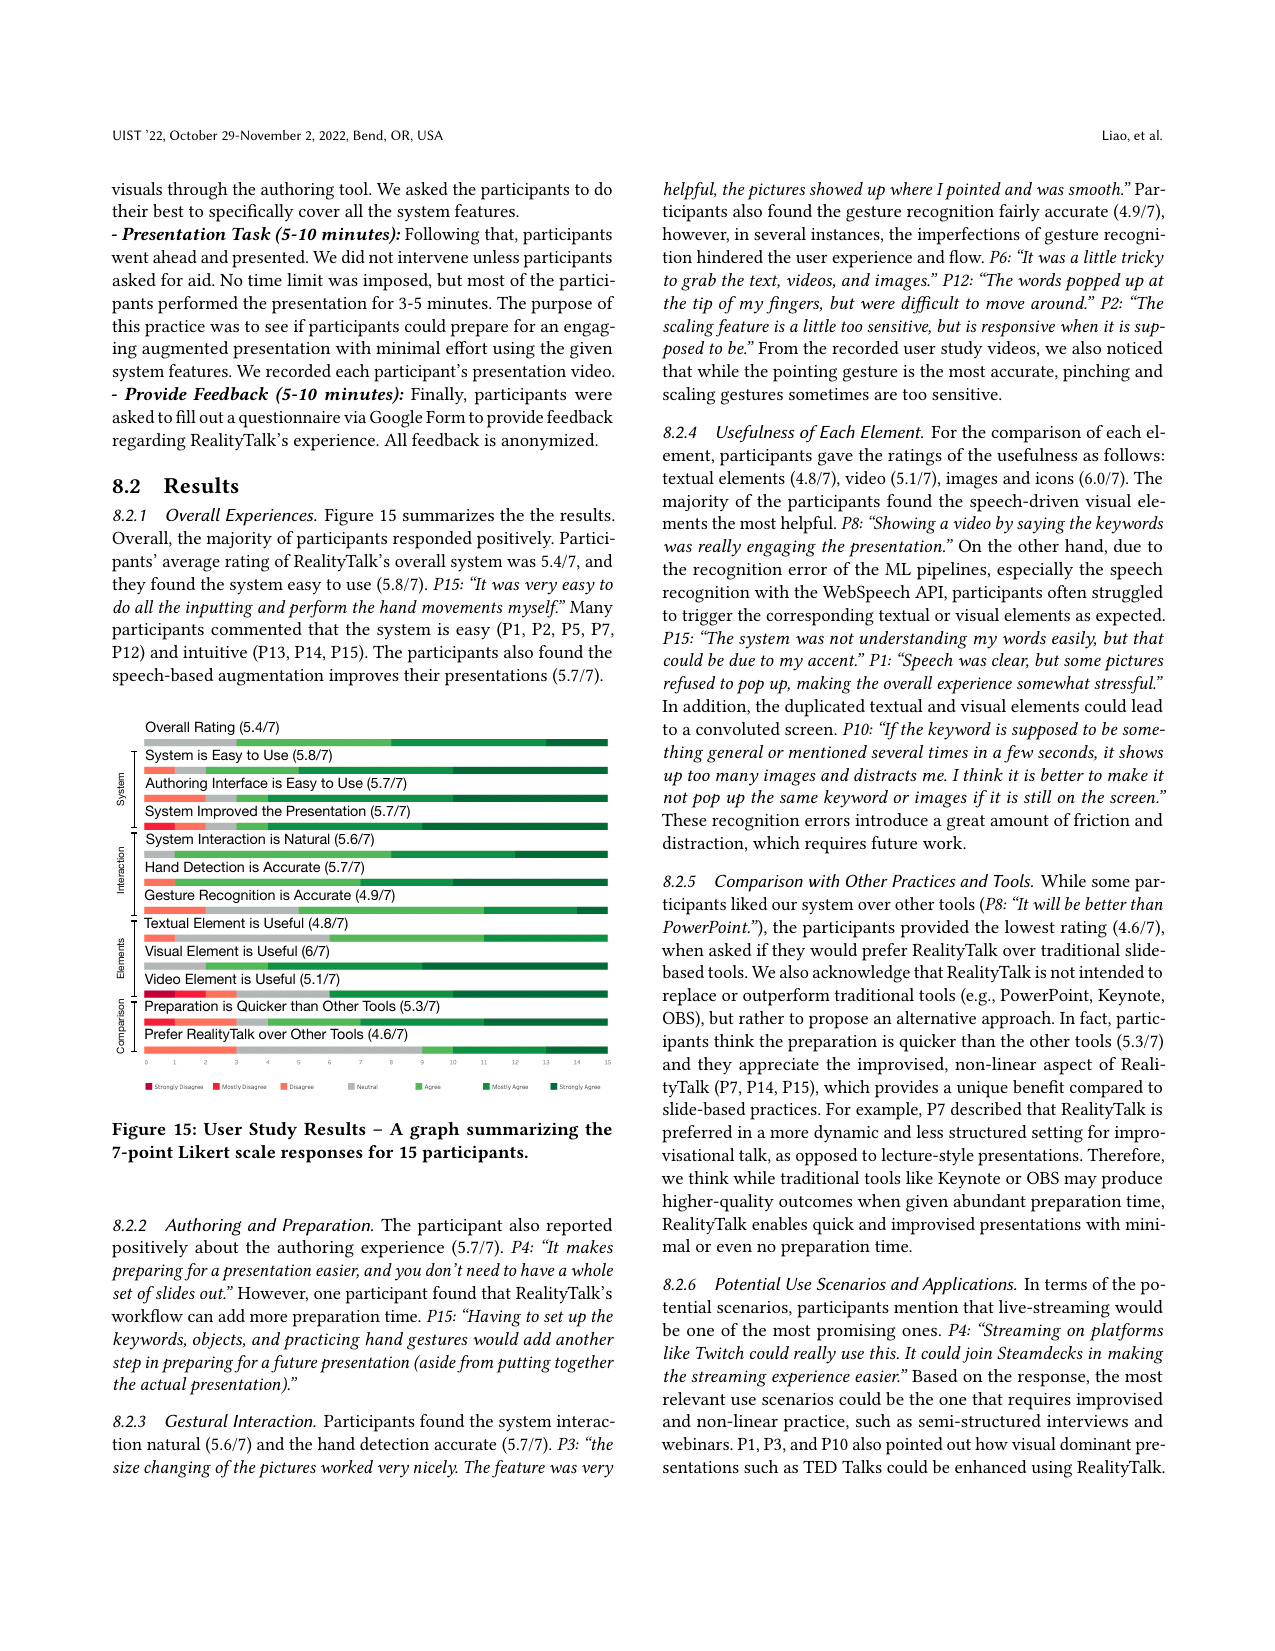 UIST ’22, October 29-November 2, 2022, Bend, OR, USA
Liao, et al.
visuals through the authoring tool. We asked the participants to do
their best to specifically cover all the system features.
- Presentation Task (5-10 minutes): Following that, participants
went ahead and presented. We did not intervene unless participants
asked for aid. No time limit was imposed, but most of the partici-
pants performed the presentation for 3-5 minutes. The purpose of
this practice was to see if participants could prepare for an engag-
ing augmented presentation with minimal effort using the given
system features. We recorded each participant’s presentation video.
- Provide Feedback (5-10 minutes): Finally, participants were
asked to fill out a questionnaire via Google Form to provide feedback
regarding RealityTalk’s experience. All feedback is anonymized.
8.2 Results
8.2.1 Overall Experiences. Figure 15 summarizes the the results.
Overall, the majority of participants responded positively. Partici-
pants’ average rating of RealityTalk’s overall system was 5.4/7, and
they found the system easy to use (5.8/7). P15: “It was very easy to
do all the inputting and perform the hand movements myself.” Many
participants commented that the system is easy (P1, P2, P5, P7,
P12) and intuitive (P13, P14, P15). The participants also found the
speech-based augmentation improves their presentations (5.7/7).
Overall Rating (5.4/7)
System
System is Easy to Use (5.8/7)
Authoring Interface is Easy to Use (5.7/7)
System Improved the Presentation (5.7/7)
Interaction
System Interaction is Natural (5.6/7)
Hand Detection is Accurate (5.7/7)
Gesture Recognition is Accurate (4.9/7)
Elements
Textual Element is Useful (4.8/7)
Visual Element is Useful (6/7)
Video Element is Useful (5.1/7)
Comparison
Preparation is Quicker than Other Tools (5.3/7)
Prefer RealityTalk over Other Tools (4.6/7)
0 1 2 3 4 5 6 7 8 9 10 11 12 13 14 15
Strongly Disagree Mostly Disagree Disagree Neutral Agree Mostly Agree Strongly Agree
Figure 15: User Study Results – A graph summarizing the
7-point Likert scale responses for 15 participants.
8.2.2 Authoring and Preparation. The participant also reported
positively about the authoring experience (5.7/7). P4: “It makes
preparing for a presentation easier, and you don’t need to have a whole
set of slides out.” However, one participant found that RealityTalk’s
workflow can add more preparation time. P15: “Having to set up the
keywords, objects, and practicing hand gestures would add another
step in preparing for a future presentation (aside from putting together
the actual presentation).”
8.2.3 Gestural Interaction. Participants found the system interac-
tion natural (5.6/7) and the hand detection accurate (5.7/7). P3: “the
size changing of the pictures worked very nicely. The feature was very
helpful, the pictures showed up where I pointed and was smooth.” Par-
ticipants also found the gesture recognition fairly accurate (4.9/7),
however, in several instances, the imperfections of gesture recogni-
tion hindered the user experience and flow. P6: “It was a little tricky
to grab the text, videos, and images.” P12: “The words popped up at
the tip of my fingers, but were difficult to move around.” P2: “The
scaling feature is a little too sensitive, but is responsive when it is sup-
posed to be.” From the recorded user study videos, we also noticed
that while the pointing gesture is the most accurate, pinching and
scaling gestures sometimes are too sensitive.
8.2.4 Usefulness of Each Element. For the comparison of each el-
ement, participants gave the ratings of the usefulness as follows:
textual elements (4.8/7), video (5.1/7), images and icons (6.0/7). The
majority of the participants found the speech-driven visual ele-
ments the most helpful. P8: “Showing a video by saying the keywords
was really engaging the presentation.” On the other hand, due to
the recognition error of the ML pipelines, especially the speech
recognition with the WebSpeech API, participants often struggled
to trigger the corresponding textual or visual elements as expected.
P15: “The system was not understanding my words easily, but that
could be due to my accent.” P1: “Speech was clear, but some pictures
refused to pop up, making the overall experience somewhat stressful.”
In addition, the duplicated textual and visual elements could lead
to a convoluted screen. P10: “If the keyword is supposed to be some-
thing general or mentioned several times in a few seconds, it shows
up too many images and distracts me. I think it is better to make it
not pop up the same keyword or images if it is still on the screen.”
These recognition errors introduce a great amount of friction and
distraction, which requires future work.
8.2.5 Comparison with Other Practices and Tools. While some par-
ticipants liked our system over other tools (P8: “It will be better than
PowerPoint.”), the participants provided the lowest rating (4.6/7),
when asked if they would prefer RealityTalk over traditional slide-
based tools. We also acknowledge that RealityTalk is not intended to
replace or outperform traditional tools (e.g., PowerPoint, Keynote,
OBS), but rather to propose an alternative approach. In fact, partic-
ipants think the preparation is quicker than the other tools (5.3/7)
and they appreciate the improvised, non-linear aspect of Reali-
tyTalk (P7, P14, P15), which provides a unique benefit compared to
slide-based practices. For example, P7 described that RealityTalk is
preferred in a more dynamic and less structured setting for impro-
visational talk, as opposed to lecture-style presentations. Therefore,
we think while traditional tools like Keynote or OBS may produce
higher-quality outcomes when given abundant preparation time,
RealityTalk enables quick and improvised presentations with mini-
mal or even no preparation time.
8.2.6 Potential Use Scenarios and Applications. In terms of the po-
tential scenarios, participants mention that live-streaming would
be one of the most promising ones. P4: “Streaming on platforms
like Twitch could really use this. It could join Steamdecks in making
the streaming experience easier.” Based on the response, the most
relevant use scenarios could be the one that requires improvised
and non-linear practice, such as semi-structured interviews and
webinars. P1, P3, and P10 also pointed out how visual dominant pre-
sentations such as TED Talks could be enhanced using RealityTalk.